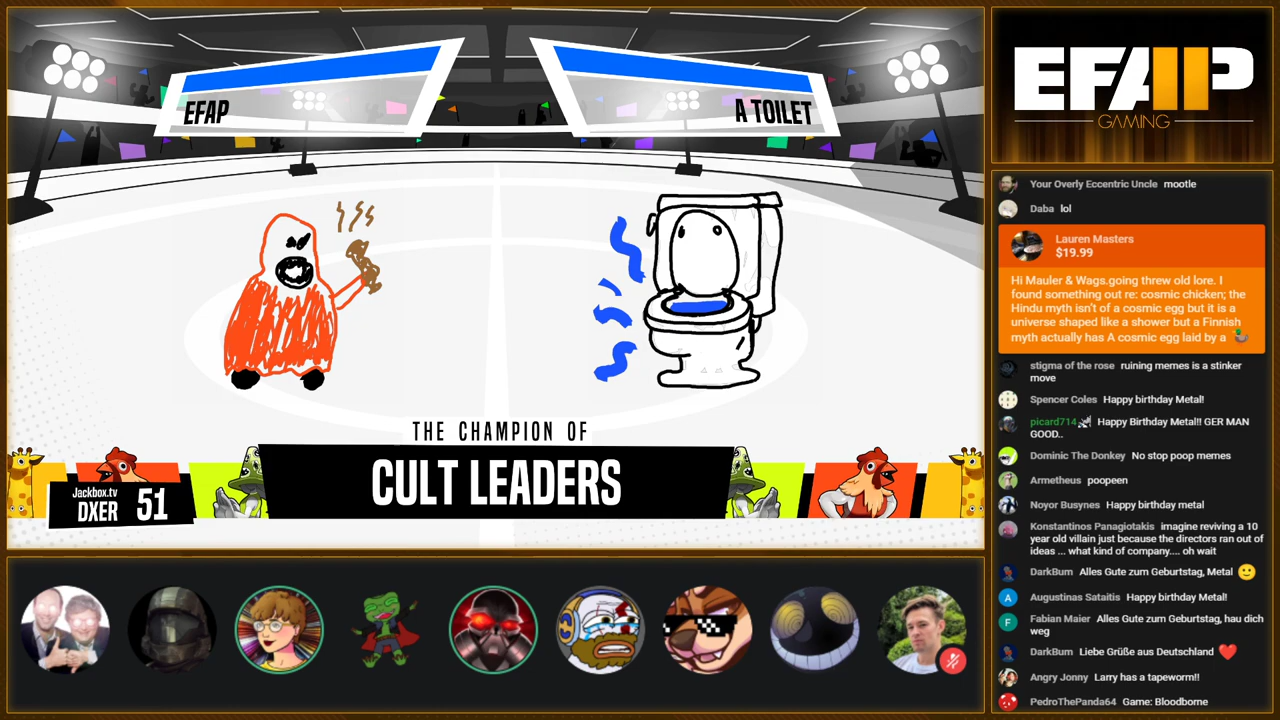 EFAP
A TOILET
THE CHAMPION OF
CULT LEADERS
Jackbox.tv
DXER 51
EFAP
GAMING
Your Overly Eccentric Uncle mootle
Daba lol
Lauren Masters
$19.99
Hi Mauler & Wags.going threw old lore. I
found something out re: cosmic chicken; the
Hindu myth isn't of a cosmic egg but it is a
universe shaped like a shower but a Finnish
myth actually has A cosmic egg laid by a 🦆
stigma of the rose ruining memes is a stinker
move
Spencer Coles Happy birthday Metal!
picard714 Happy Birthday Metal!! GER MAN
GOOD..
Dominic The Donkey No stop poop memes
Armetheus poopeen
Noyor Busynes Happy birthday metal
Konstantinos Panagiotakis imagine reviving a 10
year old villain just because the directors ran out of
ideas ... what kind of company.... oh wait
DarkBum Alles Gute zum Geburtstag, Metal 🙂
A Augustinas Sataitis Happy birthday Metal!
F Fabian Maier Alles Gute zum Geburtstag, hau dich
weg
DarkBum Liebe Grüße aus Deutschland ❤️
Angry Jonny Larry has a tapeworm!!
PedroThePanda64 Game: Bloodborne